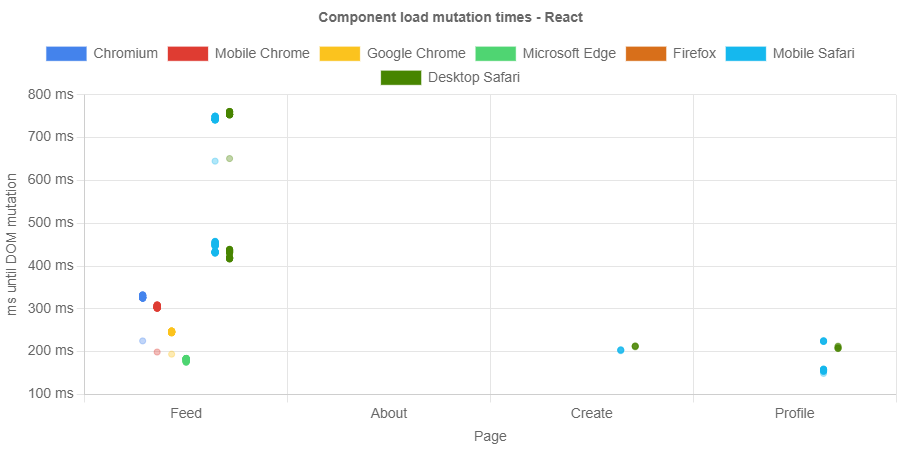 Component load mutation times - React
Chromium Mobile Chrome Google Chrome Microsoft Edge Firefox Mobile Safari
Desktop Safari
800 ms
700 ms
600 ms
500 ms
400 ms
300 ms
200 ms
100 ms
ms until DOM mutation
Feed About Create Profile
Page